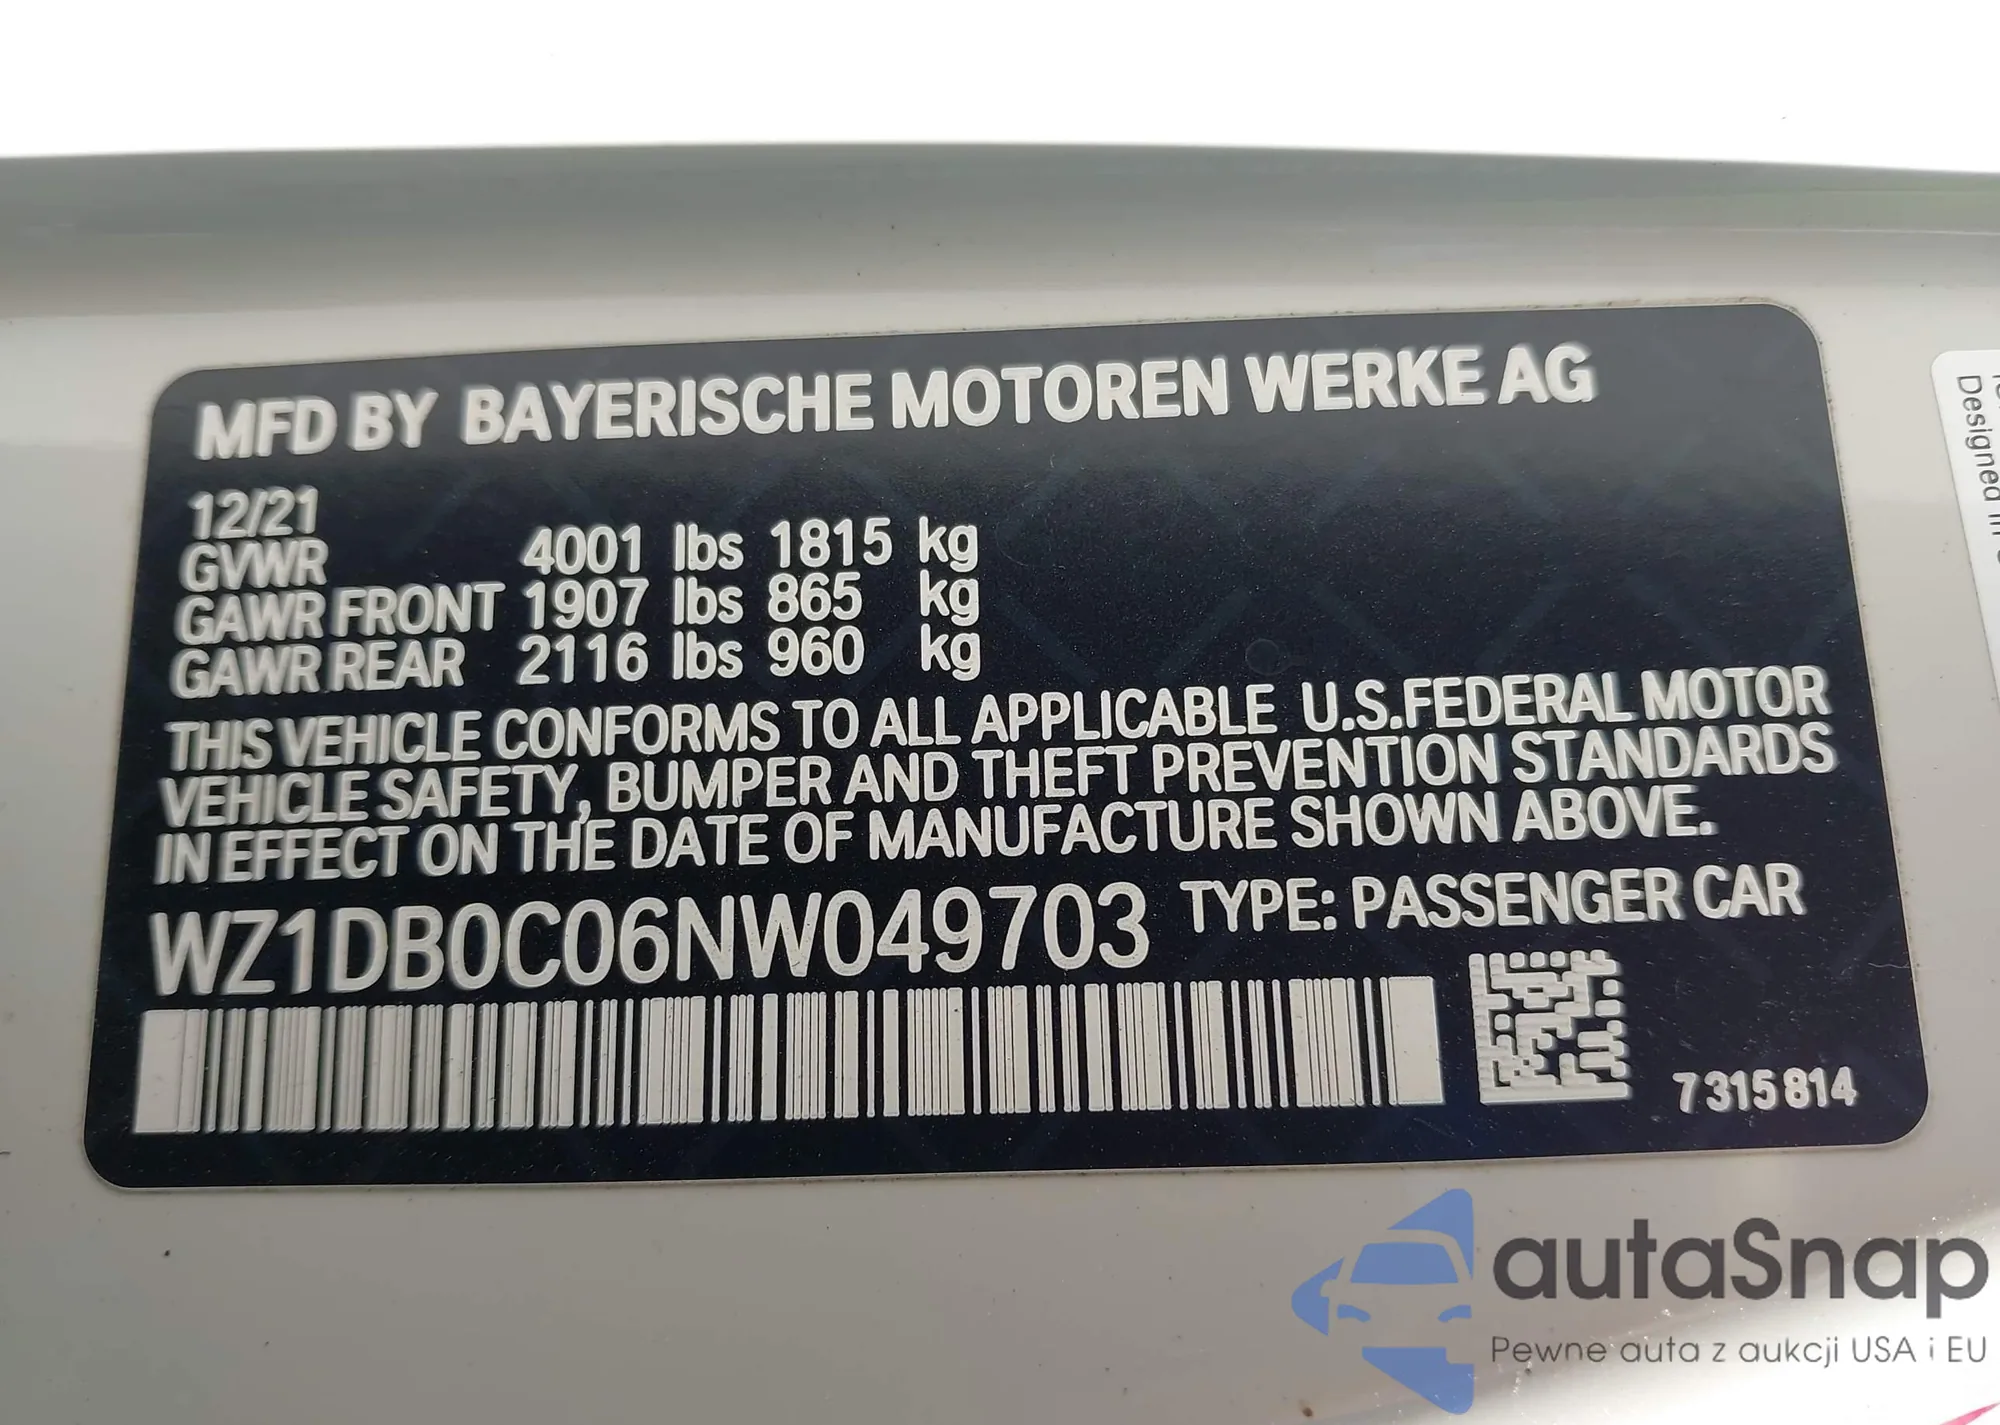 MFD BY BAYERISCHE MOTOREN WERKE AG
12/21
GVWR 4001 lbs 1815 kg
GAWR FRONT 1907 lbs 865 kg
GAWR REAR 2116 lbs 960 kg
THIS VEHICLE CONFORMS TO ALL APPLICABLE U.S.FEDERAL MOTOR
VEHICLE SAFETY, BUMPER AND THEFT PREVENTION STANDARDS
IN EFFECT ON THE DATE OF MANUFACTURE SHOWN ABOVE.
WZ1DB0C06NW049703 TYPE: PASSENGER CAR
7315814
Designed in
autaSnap
Pewne auta z aukcji USA i EU